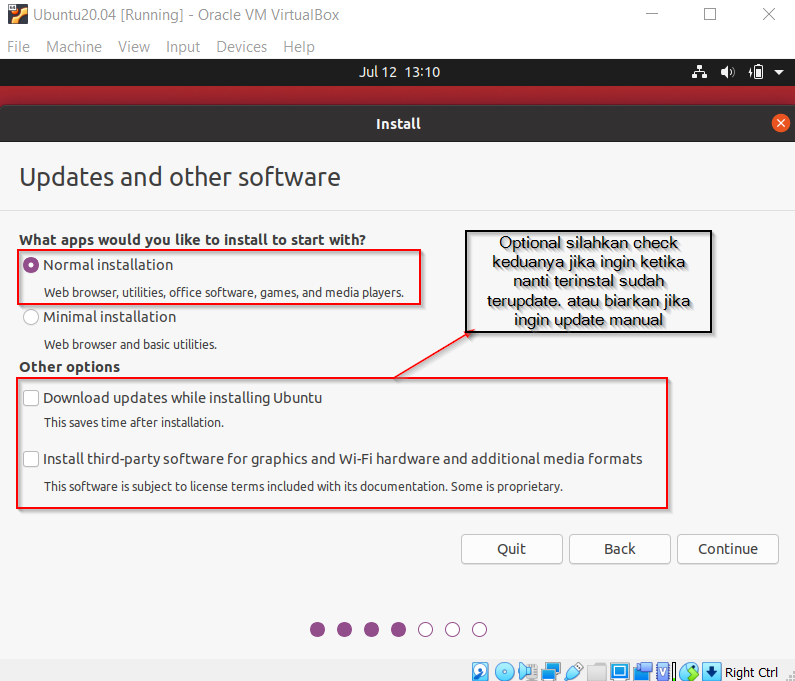 Ubuntu20.04 [Running] - Oracle VM VirtualBox
File Machine View Input Devices Help
Jul 12 13:10
Install
Updates and other software
What apps would you like to install to start with?
Normal installation
Web browser, utilities, office software, games, and media players.
Minimal installation
Web browser and basic utilities.
Optional silahkan check
keduanya jika ingin ketika
nanti terinstal sudah
terupdate. atau biarkan jika
ingin update manual
Other options
Download updates while installing Ubuntu
This saves time after installation.
Install third-party software for graphics and Wi-Fi hardware and additional media formats
This software is subject to license terms included with its documentation. Some is proprietary.
Quit Back Continue
Right Ctrl